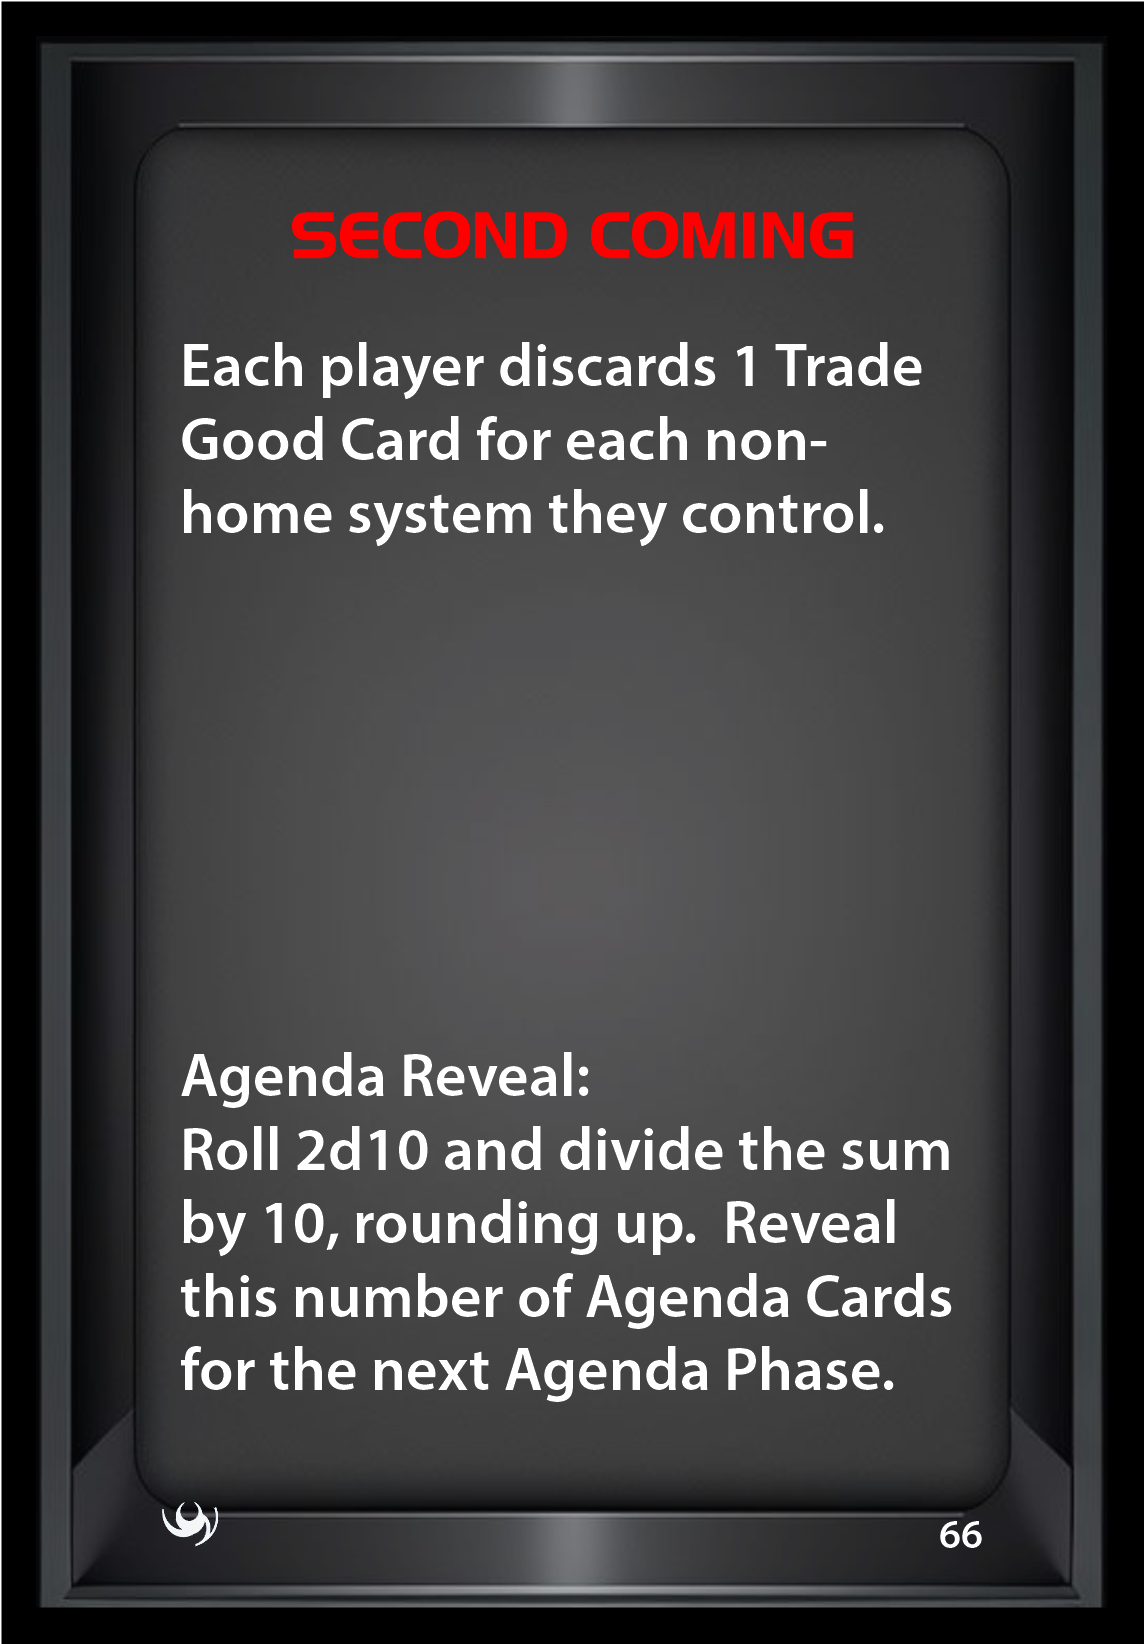 SECOND COMING
Each player discards 1 Trade
Good Card for each non-
home system they control.
Agenda Reveal:
Roll 2d10 and divide the sum
by 10, rounding up.  Reveal
this number of Agenda Cards
for the next Agenda Phase.
66